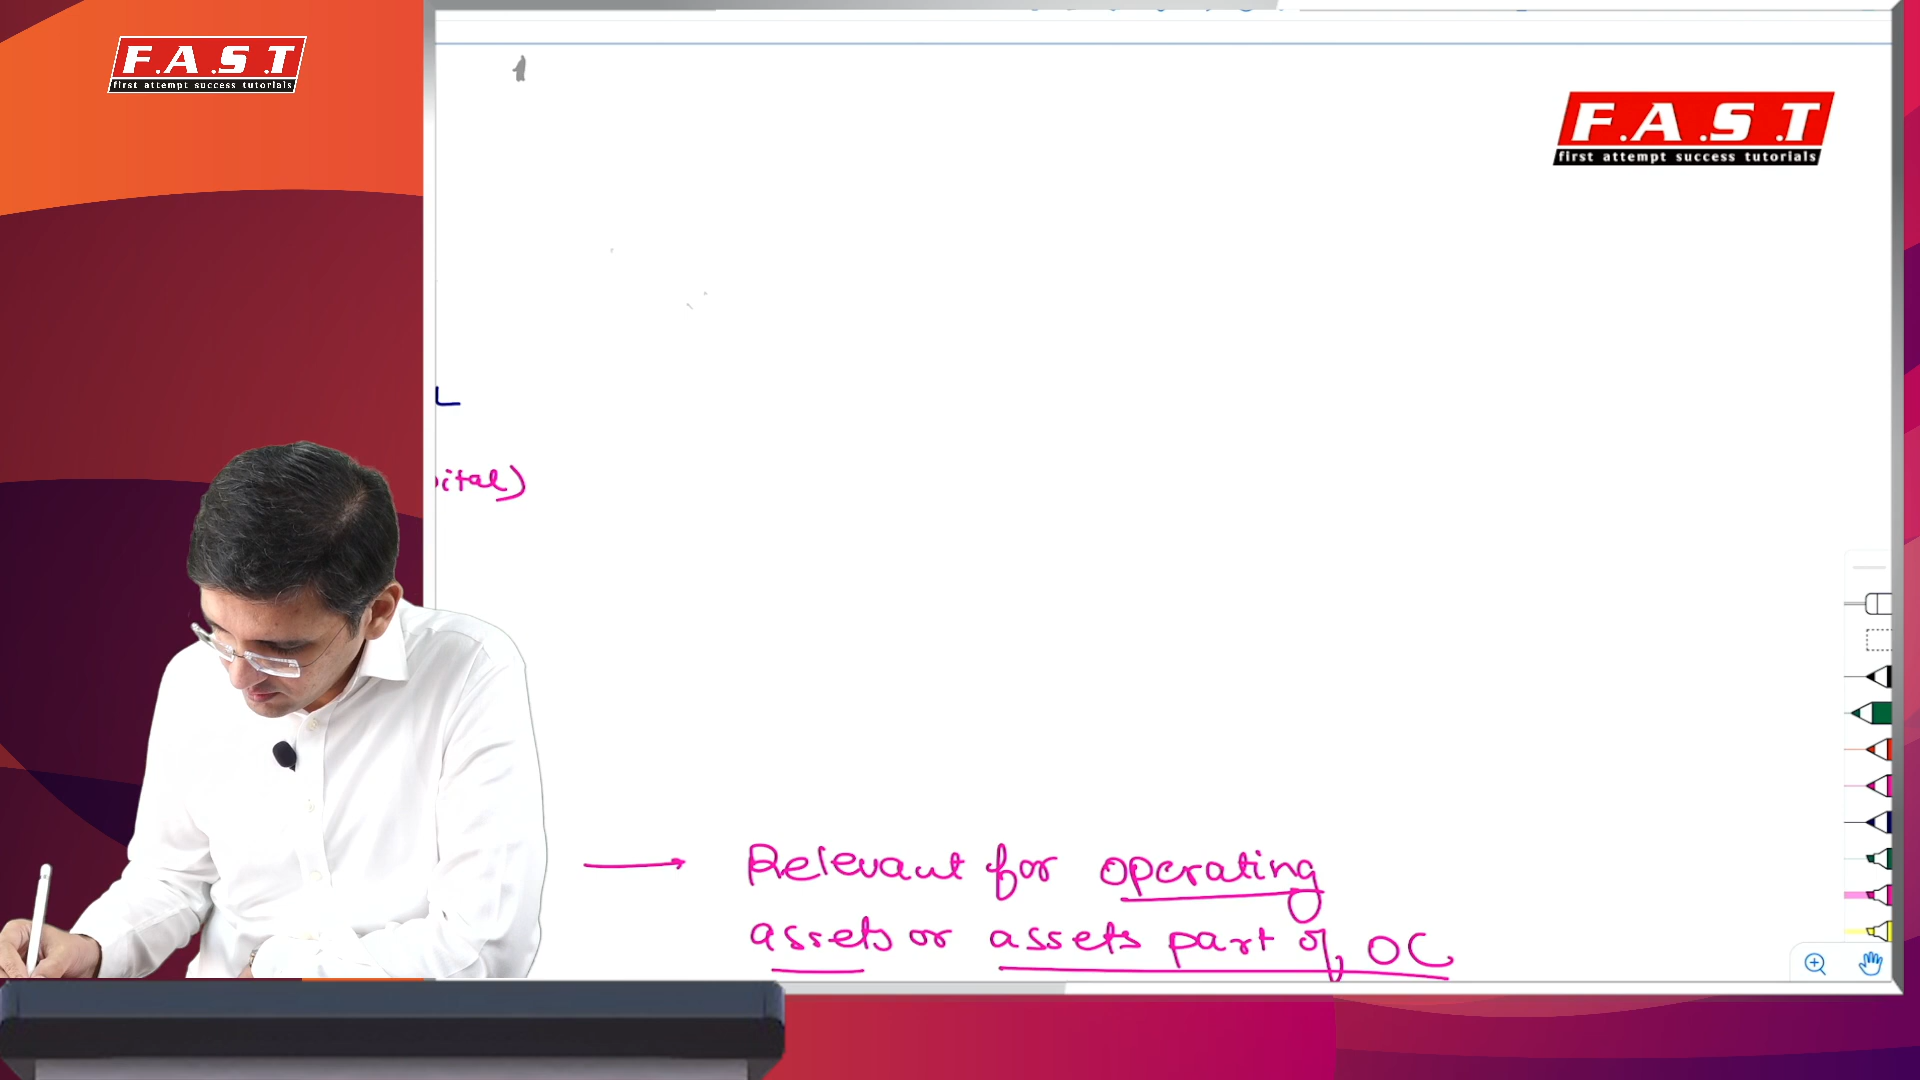 F.A.S.T
first attempt success tutorials
F.A.S.T
first attempt success tutorials
L
ital)
Relevant for operating
assets or assets part of OC